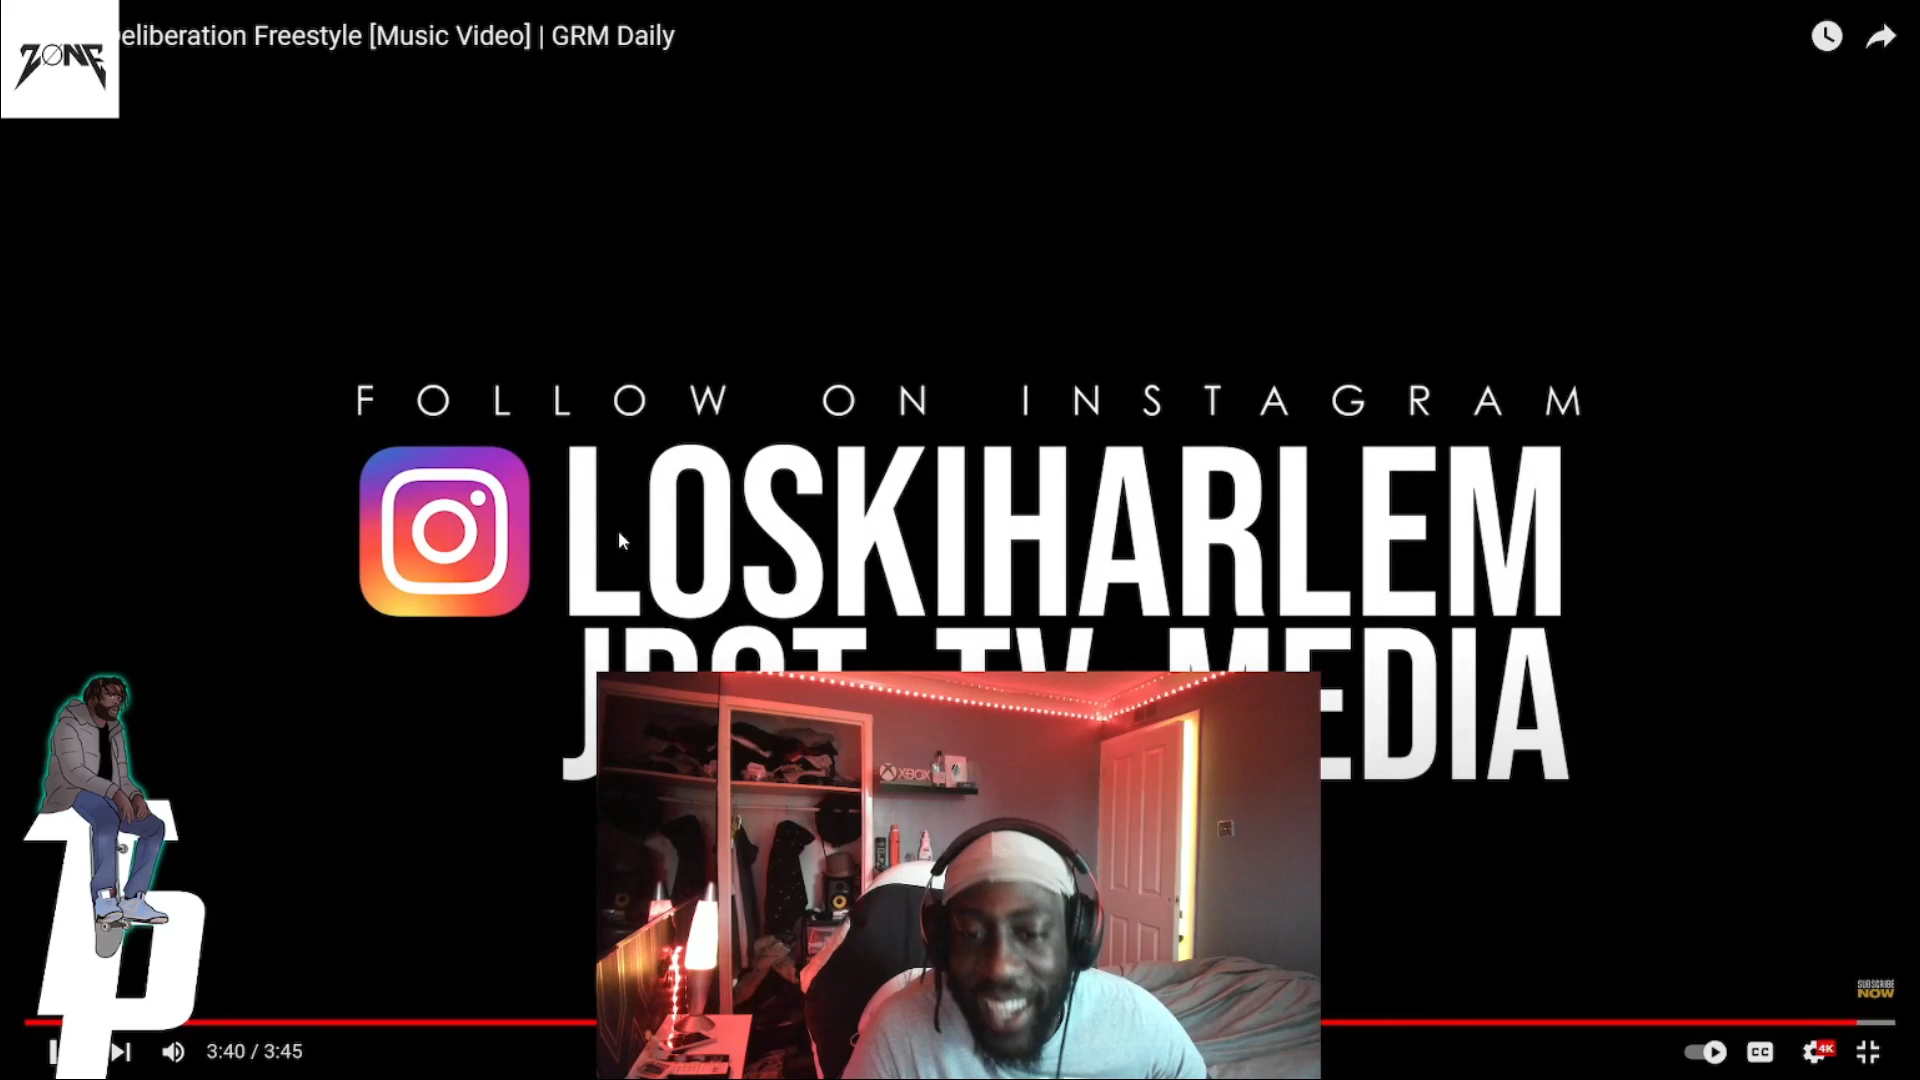 ZONE
eliberation Freestyle [Music Video] | GRM Daily
FOLLOW ON INSTAGRAM
LOSKIHARLEM
XBOX
SUBSCRIBE
NOW
3:40 / 3:45
CC
4K